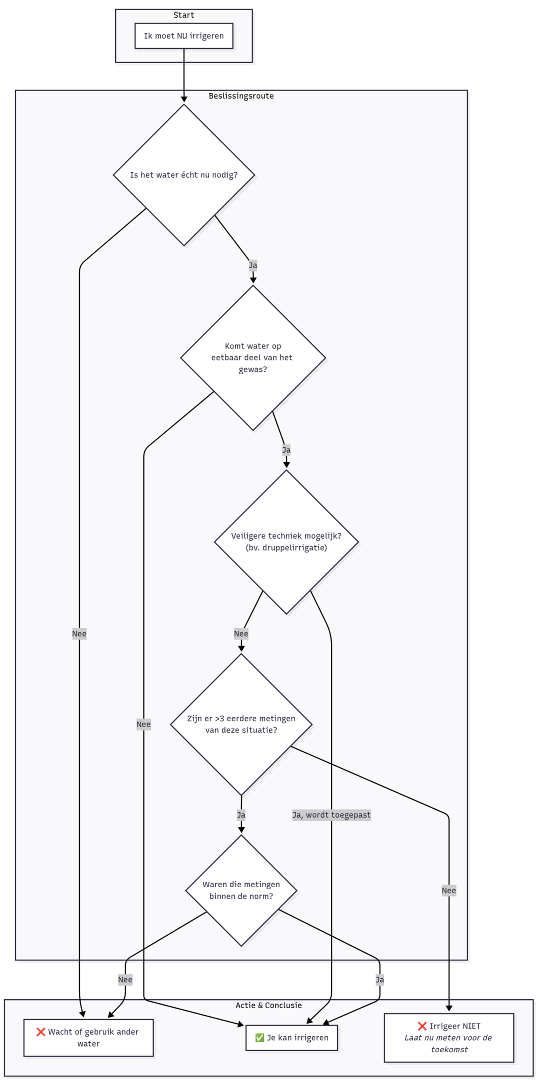 Start
Ik moet NU irrigeren
Beslissingsroute
Is het water écht nu nodig?
Ja
Komt water op
eetbaar deel van het
gewas?
Ja
Veiligere techniek mogelijk?
(bv. druppelirrigatie)
Nee
Nee
Zijn er >3 eerdere metingen
van deze situatie?
Nee
Ja
Ja, wordt toegepast
Waren die metingen
binnen de norm?
Nee
Nee
Ja
Actie & Conclusie
❌ Wacht of gebruik ander
water
✅ Je kan irrigeren
❌ Irrigeer NIET
Laat nu meten voor de
toekomst